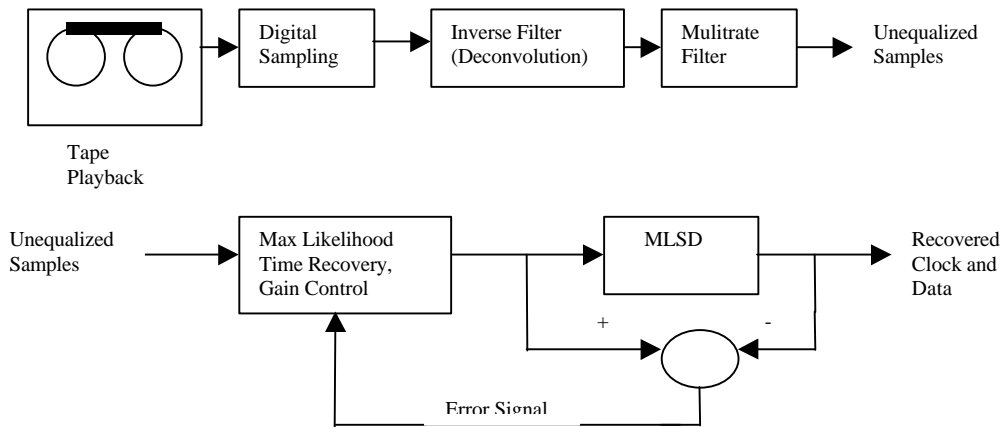 Digital
Sampling
Inverse Filter
(Deconvolution)
Mulitrate
Filter
Unequalized
Samples
Tape
Playback
Unequalized
Samples
Max Likelihood
Time Recovery,
Gain Control
MLSD
Recovered
Clock and
Data
+
-
Error Signal